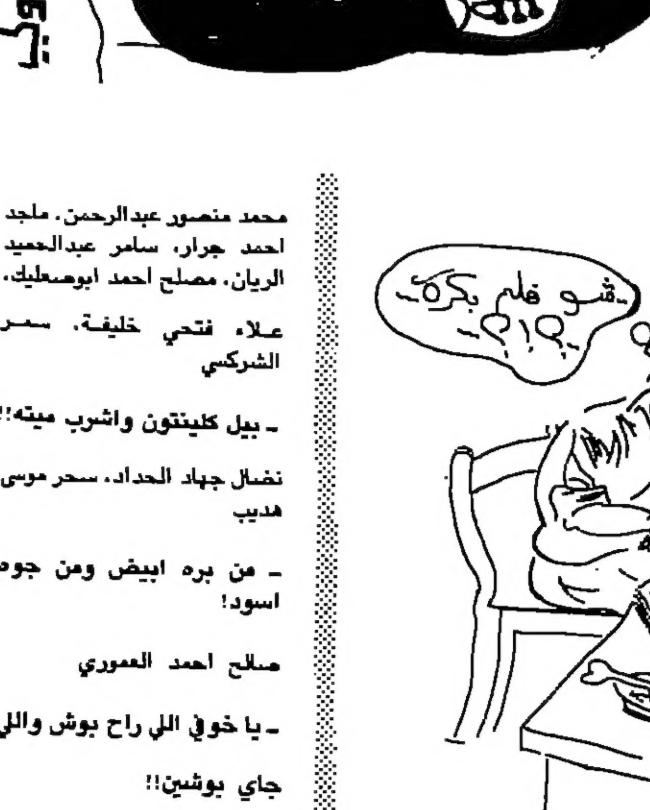 محمد منصور عبدالرحمن. ماجد
احمد جرار، سامر عبدالحميد
الريان. مصلح احمد ابوصعليك،
علاء فتحي خليفة. سمر
الشركسي
ـ بيل كلينتون واشرب ميته!!
نضال جهاد الحداد، سحر موسى
هديب
ـ من بره ابيض ومن جوه
اسود!
صالح احمد العموري
ـ يا خوفي اللي راح بوش واللي
جاي بوشين!!
شو فلم بكره